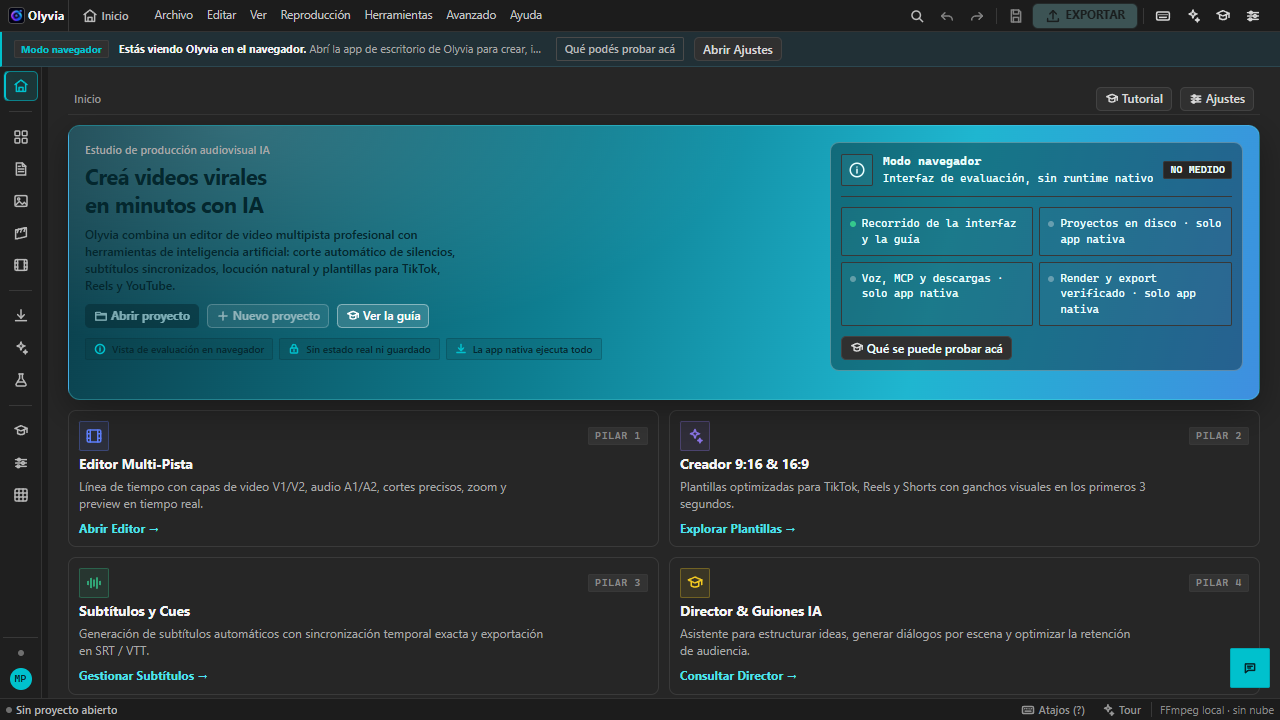 Olyvia
Inicio
Archivo
Editar
Ver
Reproducción
Herramientas
Avanzado
Ayuda
EXPORTAR
Modo navegador
Estás viendo Olyvia en el navegador. Abrí la app de escritorio de Olyvia para crear, i...
Qué podés probar acá
Abrir Ajustes
Inicio
Tutorial
Ajustes
Estudio de producción audiovisual IA
Creá videos virales
en minutos con IA
Olyvia combina un editor de video multipista profesional con
herramientas de inteligencia artificial: corte automático de silencios,
subtítulos sincronizados, locución natural y plantillas para TikTok,
Reels y YouTube.
Abrir proyecto
Nuevo proyecto
Ver la guía
Vista de evaluación en navegador
Sin estado real ni guardado
La app nativa ejecuta todo
Modo navegador
Interfaz de evaluación, sin runtime nativo
NO MEDIDO
Recorrido de la interfaz
y la guía
Proyectos en disco · solo
app nativa
Voz, MCP y descargas ·
solo app nativa
Render y export
verificado · solo app
nativa
Qué se puede probar acá
PILAR 1
Editor Multi-Pista
Línea de tiempo con capas de video V1/V2, audio A1/A2, cortes precisos, zoom y
preview en tiempo real.
Abrir Editor →
PILAR 2
Creador 9:16 & 16:9
Plantillas optimizadas para TikTok, Reels y Shorts con ganchos visuales en los primeros 3
segundos.
Explorar Plantillas →
PILAR 3
Subtítulos y Cues
Generación de subtítulos automáticos con sincronización temporal exacta y exportación
en SRT / VTT.
Gestionar Subtítulos →
PILAR 4
Director & Guiones IA
Asistente para estructurar ideas, generar diálogos por escena y optimizar la retención
de audiencia.
Consultar Director →
MP
Sin proyecto abierto
Atajos (?)
Tour
FFmpeg local · sin nube